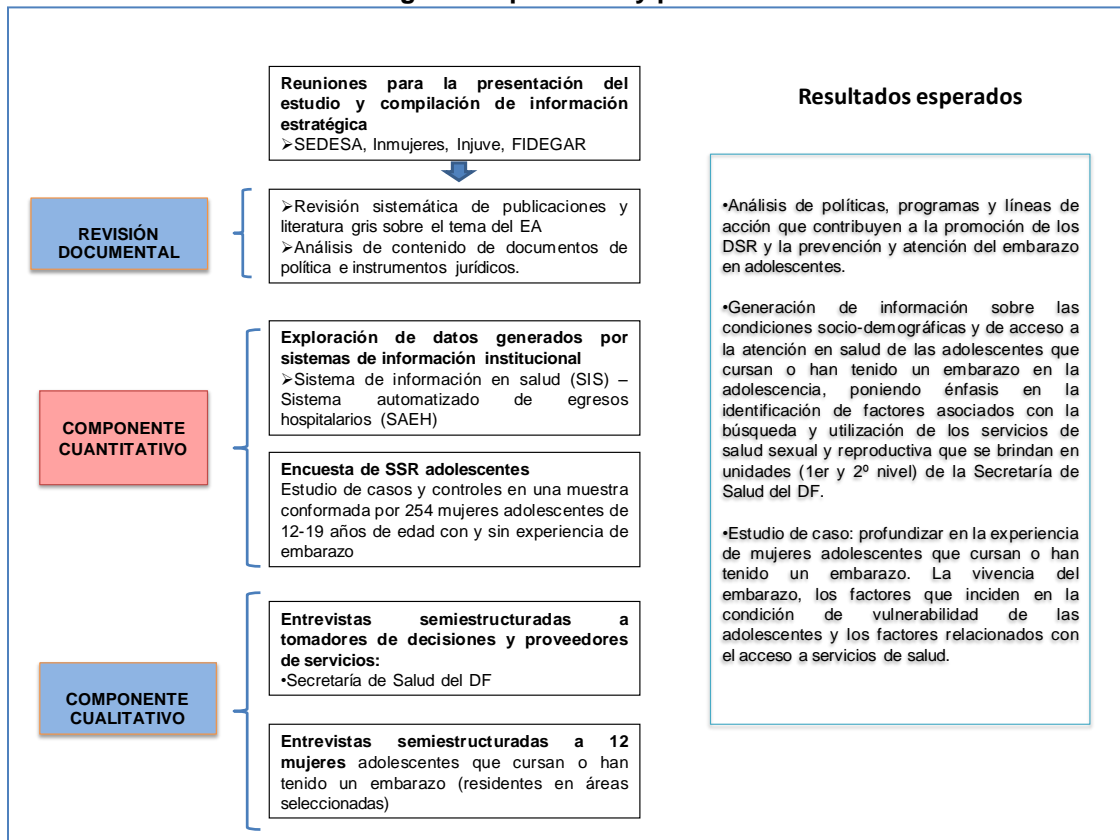 Reuniones para la presentación del
estudio y compilación de información
estratégica
➢SEDESA, Inmujeres, Injuve, FIDEGAR
REVISIÓN
DOCUMENTAL
➢Revisión sistemática de publicaciones y
literatura gris sobre el tema del EA
➢Análisis de contenido de documentos de
política e instrumentos jurídicos.
COMPONENTE
CUANTITATIVO
Exploración de datos generados por
sistemas de información institucional
➢Sistema de información en salud (SIS) –
Sistema automatizado de egresos
hospitalarios (SAEH)
Encuesta de SSR adolescentes
Estudio de casos y controles en una muestra
conformada por 254 mujeres adolescentes de
12-19 años de edad con y sin experiencia de
embarazo
COMPONENTE
CUALITATIVO
Entrevistas semiestructuradas a
tomadores de decisiones y proveedores
de servicios:
•Secretaría de Salud del DF
Entrevistas semiestructuradas a 12
mujeres adolescentes que cursan o han
tenido un embarazo (residentes en áreas
seleccionadas)
Resultados esperados
•Análisis de políticas, programas y líneas de
acción que contribuyen a la promoción de los
DSR y la prevención y atención del embarazo
en adolescentes.
•Generación de información sobre las
condiciones socio-demográficas y de acceso a
la atención en salud de las adolescentes que
cursan o han tenido un embarazo en la
adolescencia, poniendo énfasis en la
identificación de factores asociados con la
búsqueda y utilización de los servicios de
salud sexual y reproductiva que se brindan en
unidades (1er y 2º nivel) de la Secretaría de
Salud del DF.
•Estudio de caso: profundizar en la experiencia
de mujeres adolescentes que cursan o han
tenido un embarazo. La vivencia del
embarazo, los factores que inciden en la
condición de vulnerabilidad de las
adolescentes y los factores relacionados con
el acceso a servicios de salud.